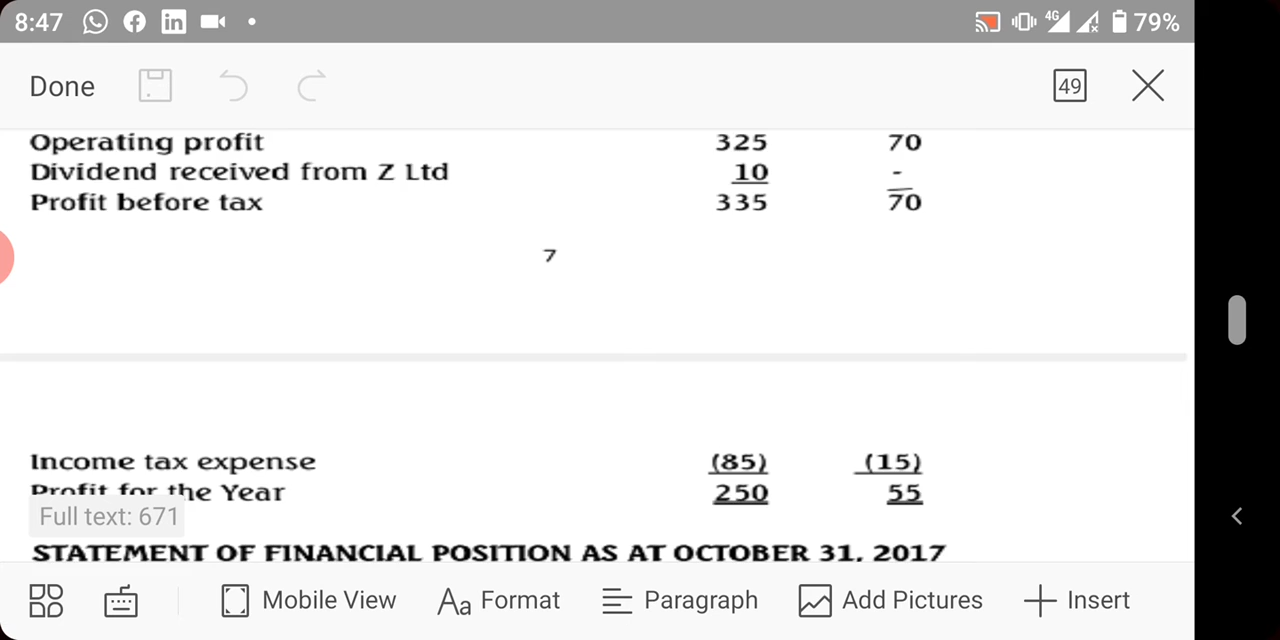 8:47 4G 79%
Done 49
Operating profit 325 70
Dividend received from Z Ltd 10 -
Profit before tax 335 70
7
Income tax expense (85) (15)
Profit for the Year 250 55
Full text: 671
STATEMENT OF FINANCIAL POSITION AS AT OCTOBER 31, 2017
Mobile View Aa Format Paragraph Add Pictures Insert